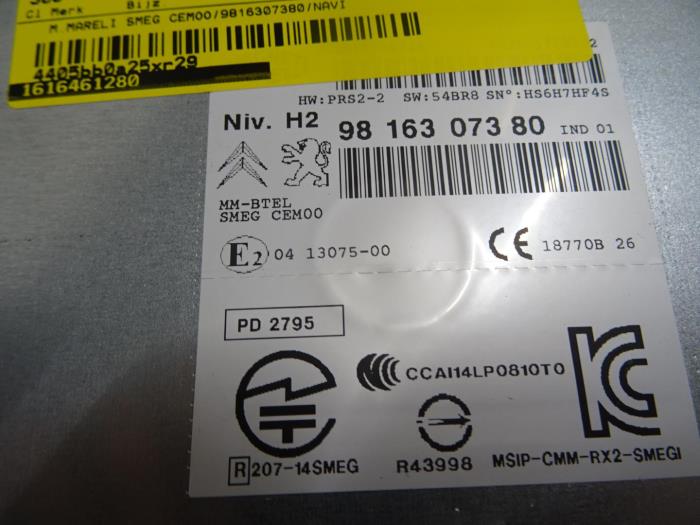 Cl Merk Bijz
M.MARELI SMEG CEM00/9816307380/NAVI
4405bb0a25xr29
1616461280
HW:PRS2-2 SW:54BR8 SN°:HS6H7HF4S
Niv. H2 98 163 073 80 IND 01
MM-BTEL
SMEG CEM00
E2 04 13075-00 CE 18770B 26
PD 2795
CCAI14LP0810T0
R 207-14SMEG R43998 MSIP-CMM-RX2-SMEGI